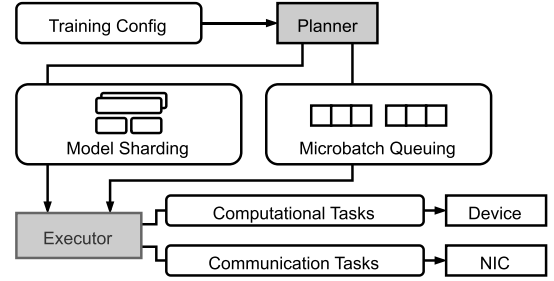 Training Config
Planner
Model Sharding
Microbatch Queuing
Executor
Computational Tasks
Device
Communication Tasks
NIC